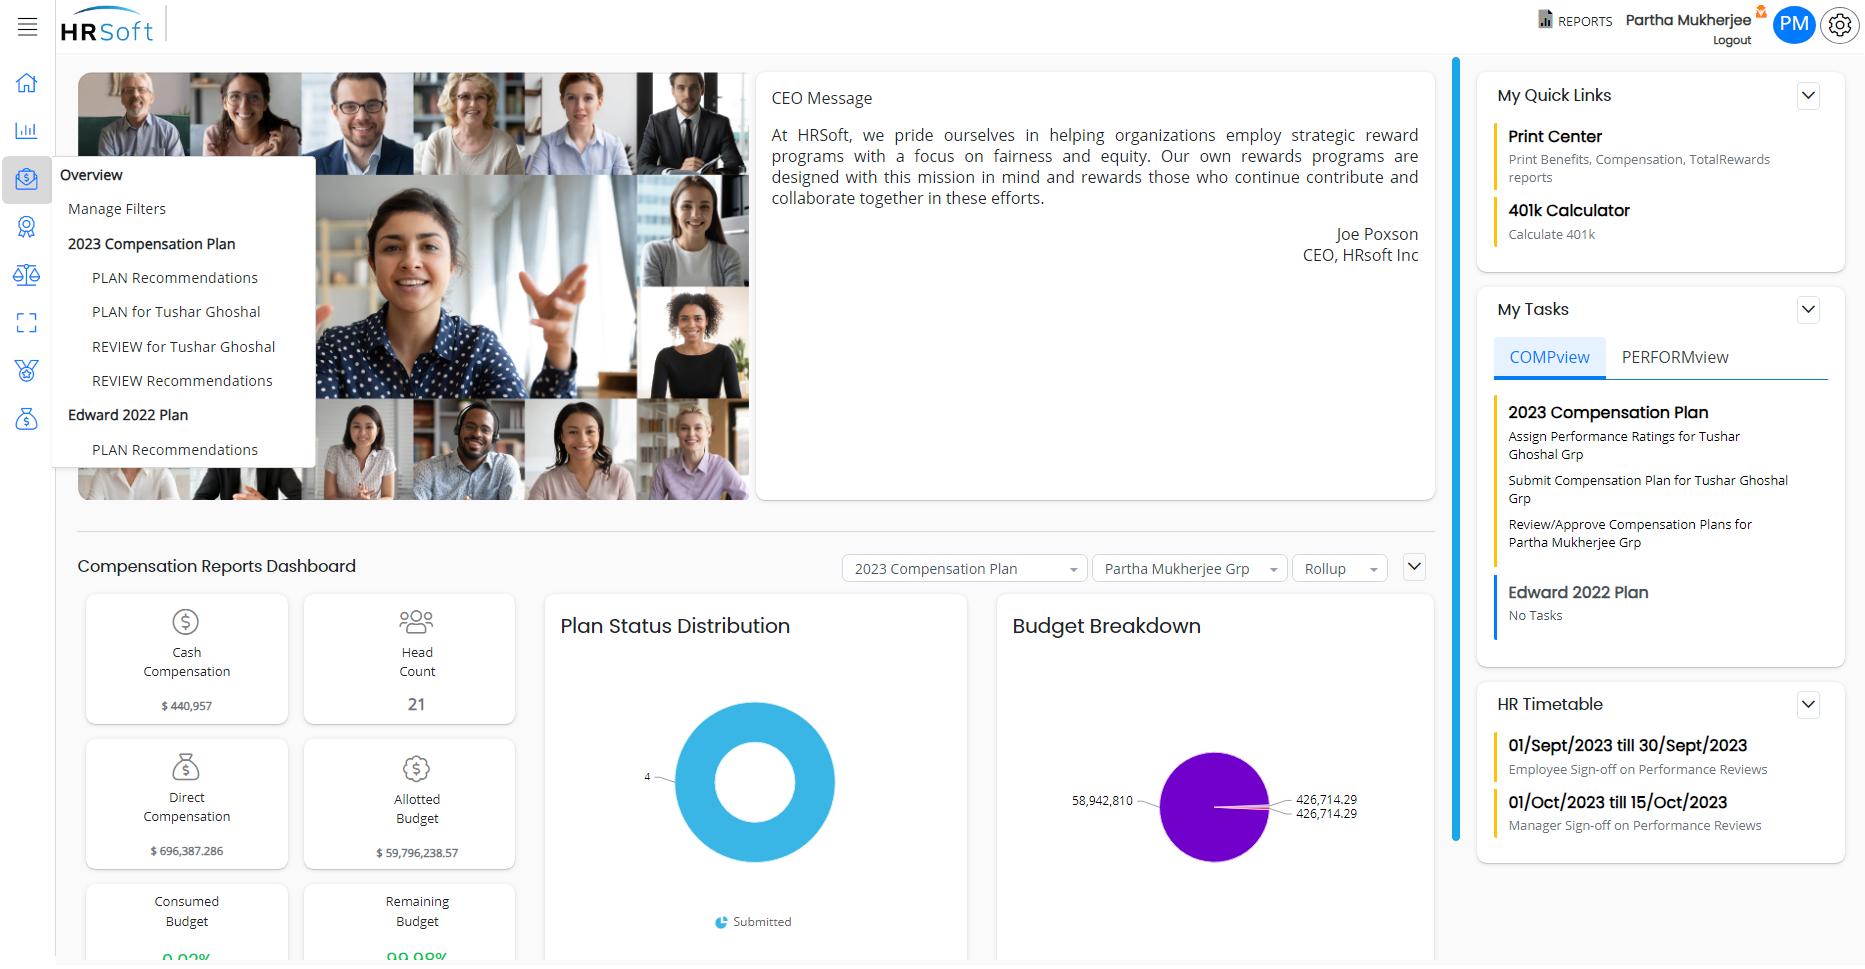 HRSoft
REPORTS
Partha Mukherjee
Logout
PM
Overview
Manage Filters
2023 Compensation Plan
PLAN Recommendations
PLAN for Tushar Ghoshal
REVIEW for Tushar Ghoshal
REVIEW Recommendations
Edward 2022 Plan
PLAN Recommendations
CEO Message
At HRSoft, we pride ourselves in helping organizations employ strategic reward
programs with a focus on fairness and equity. Our own rewards programs are
designed with this mission in mind and rewards those who continue contribute and
collaborate together in these efforts.
Joe Poxson
CEO, HRsoft Inc
My Quick Links
Print Center
Print Benefits, Compensation, TotalRewards
reports
401k Calculator
Calculate 401k
My Tasks
COMPview PERFORMview
2023 Compensation Plan
Assign Performance Ratings for Tushar
Ghoshal Grp
Submit Compensation Plan for Tushar Ghoshal
Grp
Review/Approve Compensation Plans for
Partha Mukherjee Grp
Edward 2022 Plan
No Tasks
HR Timetable
01/Sept/2023 till 30/Sept/2023
Employee Sign-off on Performance Reviews
01/Oct/2023 till 15/Oct/2023
Manager Sign-off on Performance Reviews
Compensation Reports Dashboard
2023 Compensation Plan
Partha Mukherjee Grp
Rollup
Cash
Compensation
$ 440,957
Head
Count
21
Direct
Compensation
$ 696,387.286
Allotted
Budget
$ 59,796,238.57
Consumed
Budget
0.02%
Remaining
Budget
99.98%
Plan Status Distribution
4
Submitted
Budget Breakdown
58,942,810
426,714.29
426,714.29